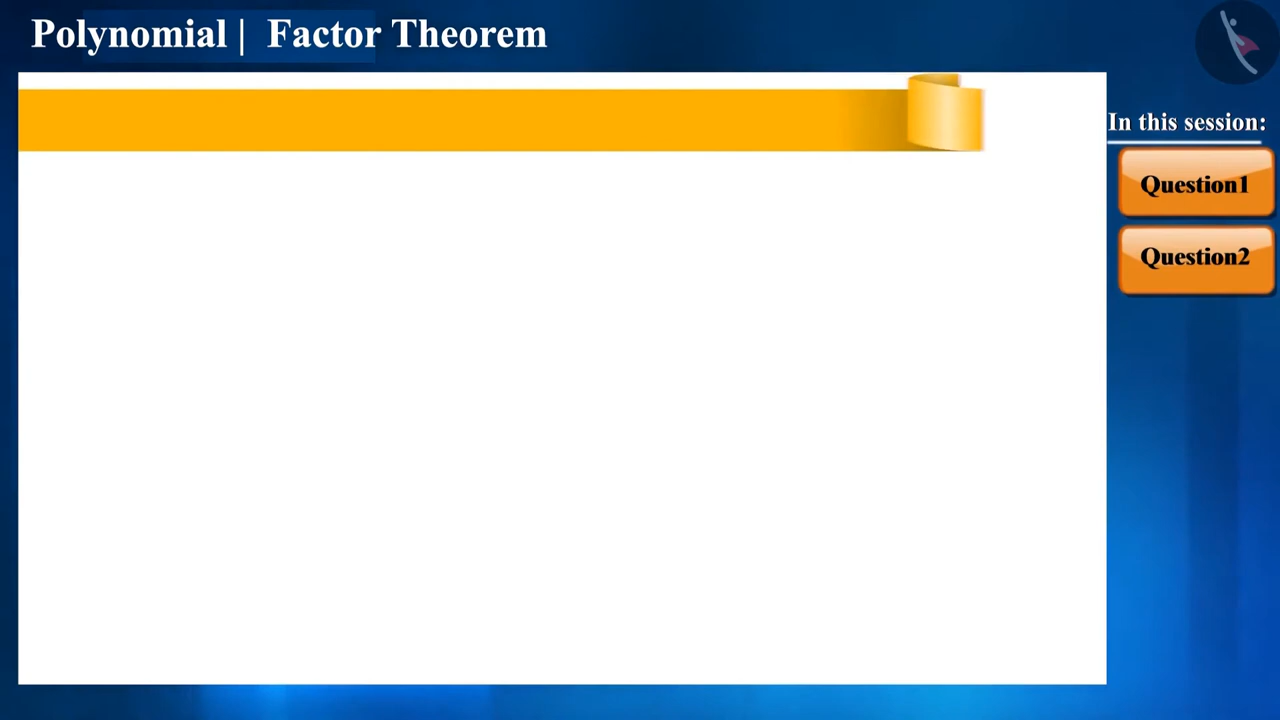 Polynomial | Factor Theorem
In this session:
Question1
Question2